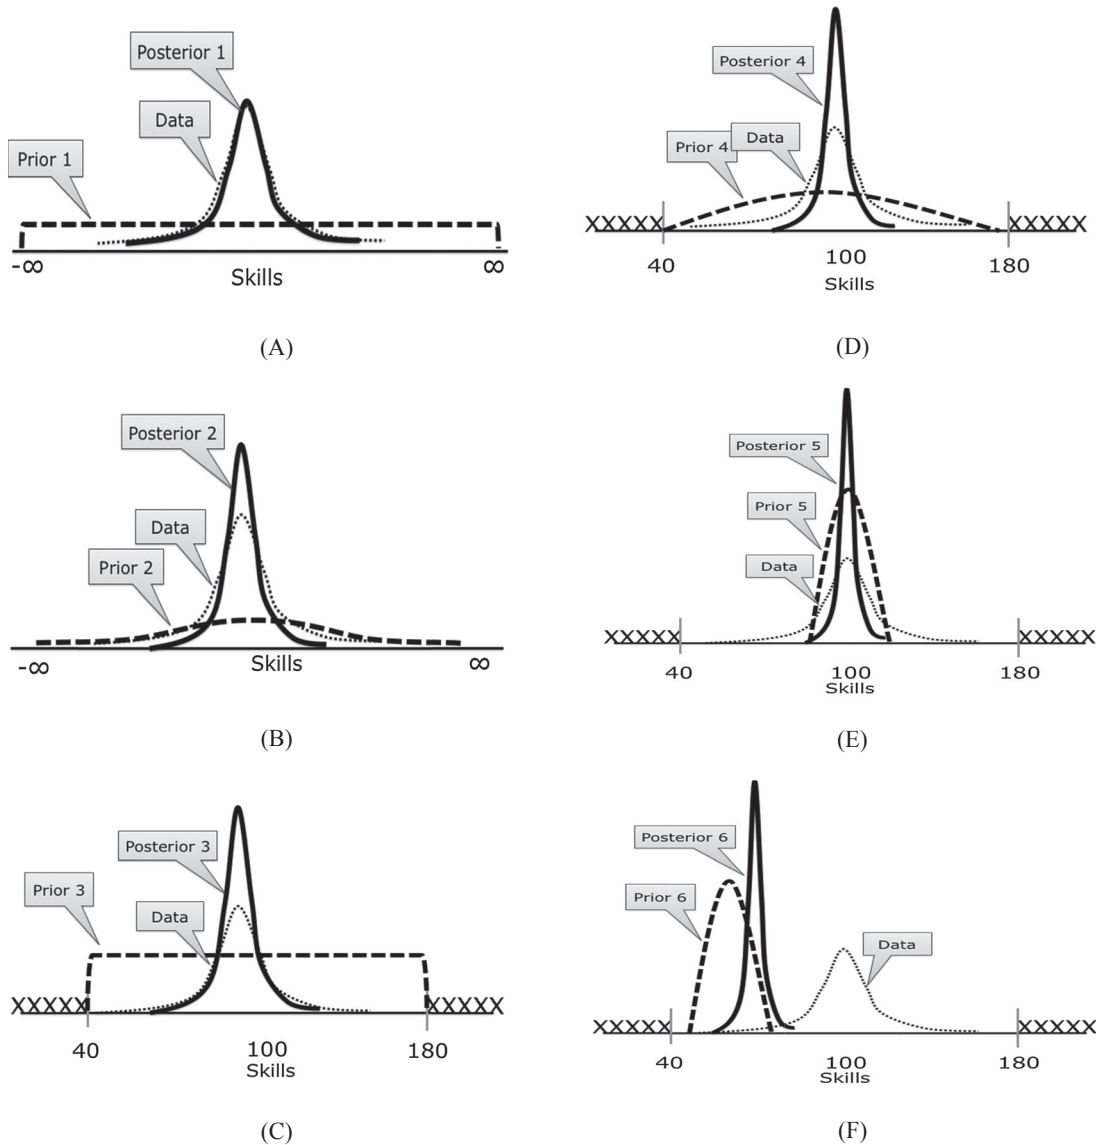 Posterior 1
Data
Prior 1
-∞
∞
Skills
(A)
Posterior 2
Data
Prior 2
-∞
Skills
∞
(B)
Posterior 3
Prior 3
Data
XXXXX
XXXXX
40
100
180
Skills
(C)
Posterior 4
Prior 4
Data
XXXXX
XXXXX
40
100
180
Skills
(D)
Posterior 5
Prior 5
Data
XXXXX
XXXXX
40
100
180
Skills
(E)
Posterior 6
Prior 6
Data
XXXXX
XXXXX
40
100
180
Skills
(F)